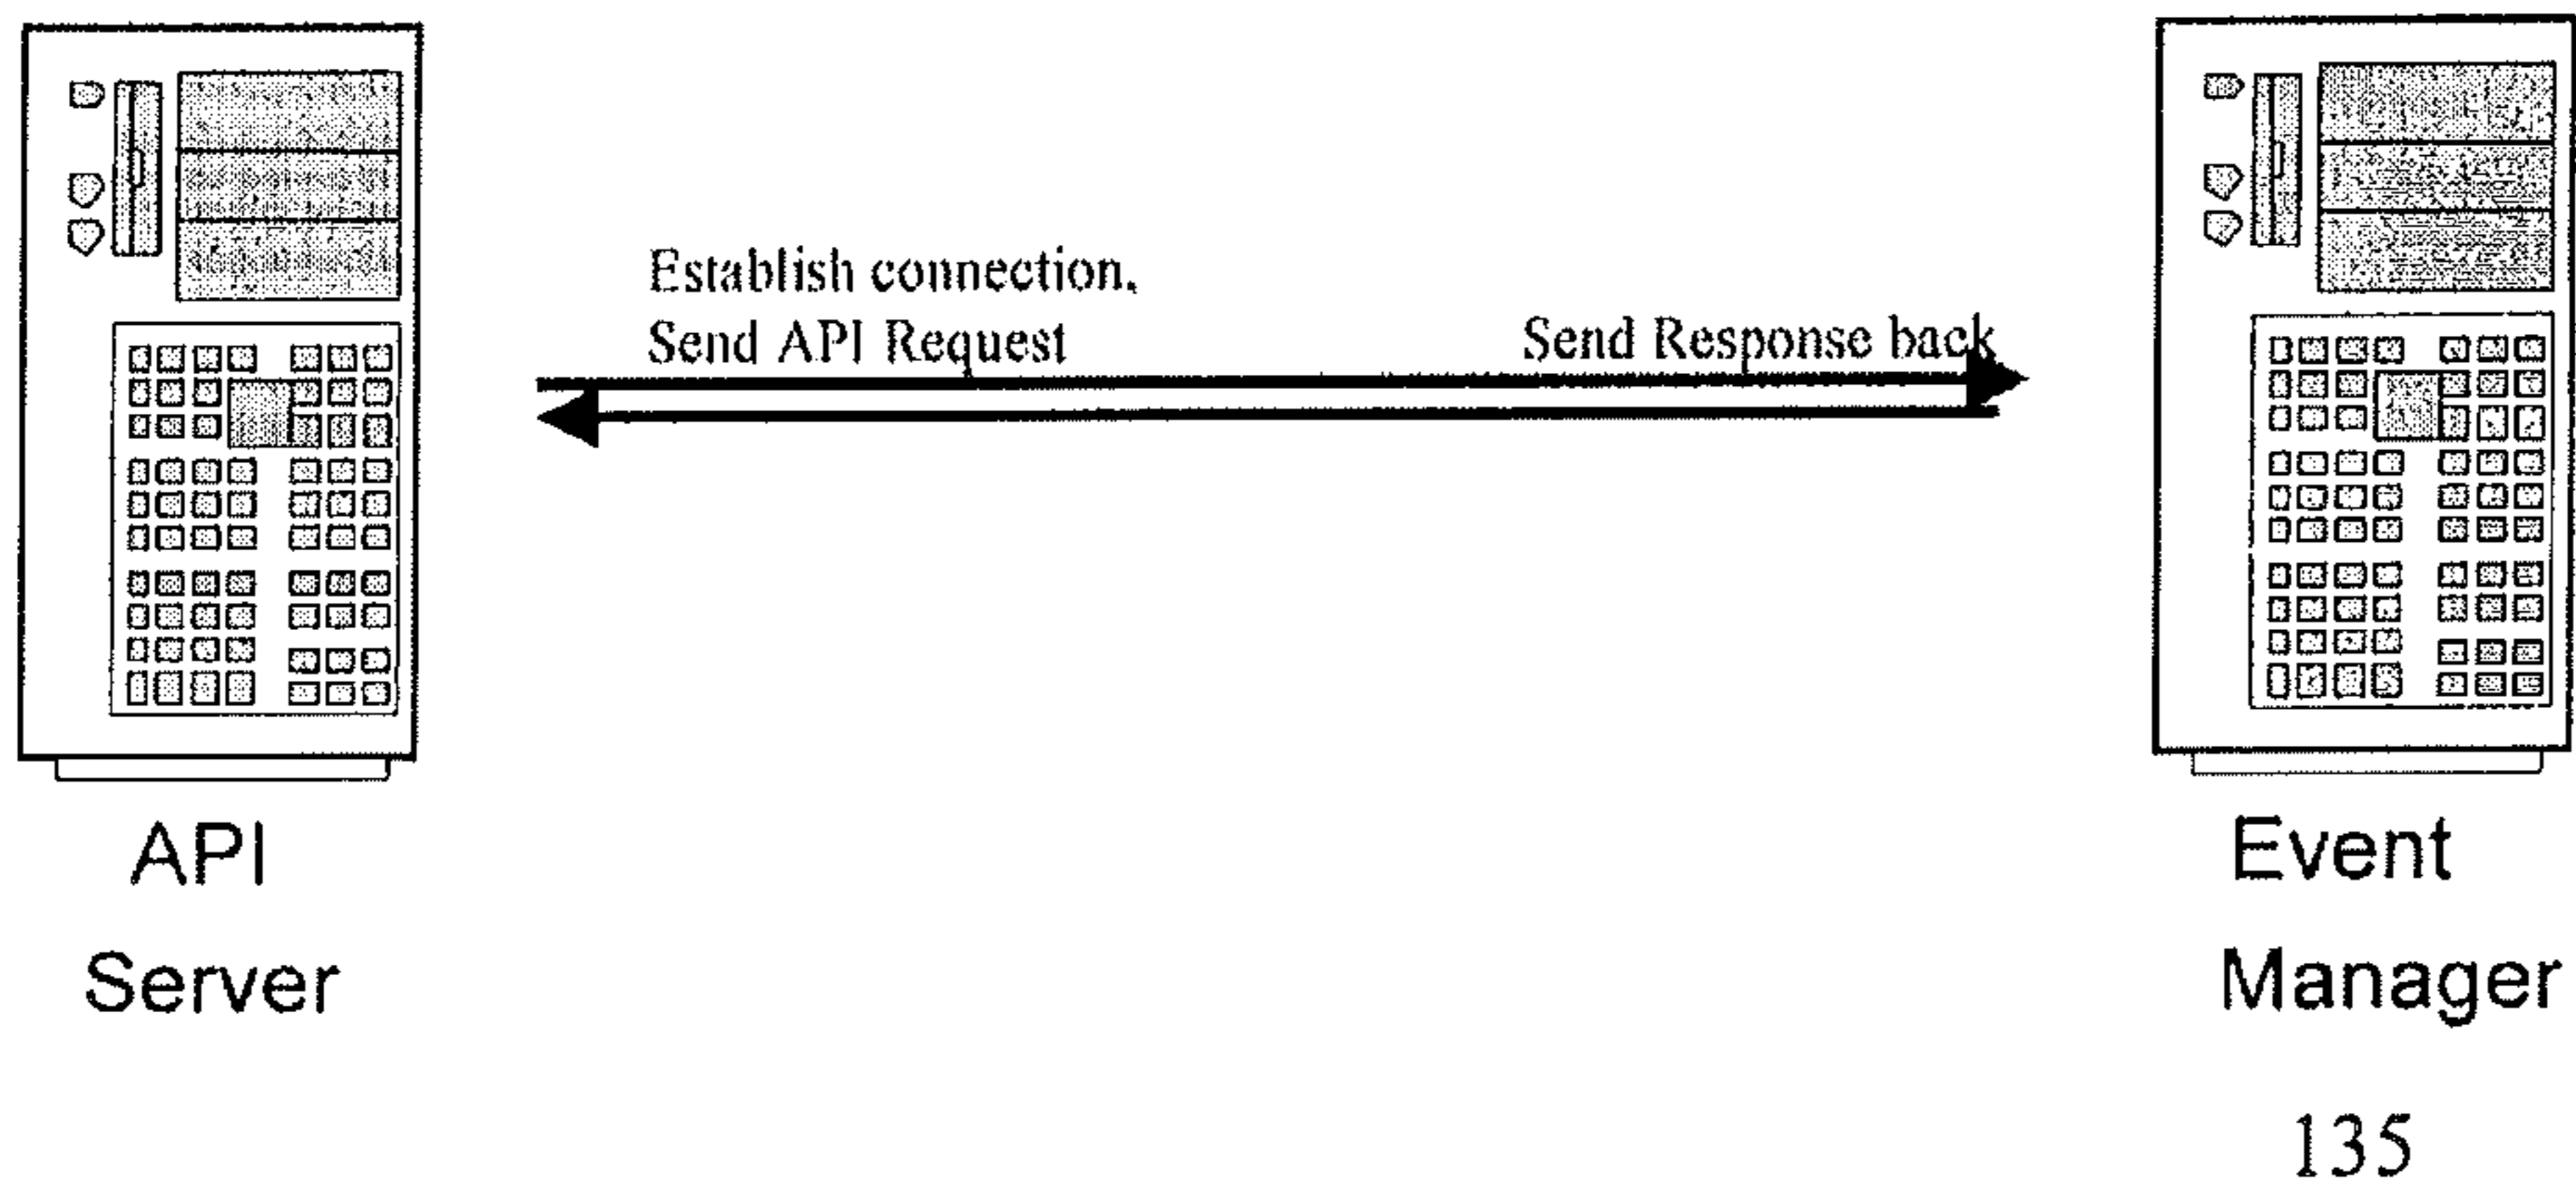 Establish connection,
Send API Request
Send Response back
API
Server
Event
Manager
135